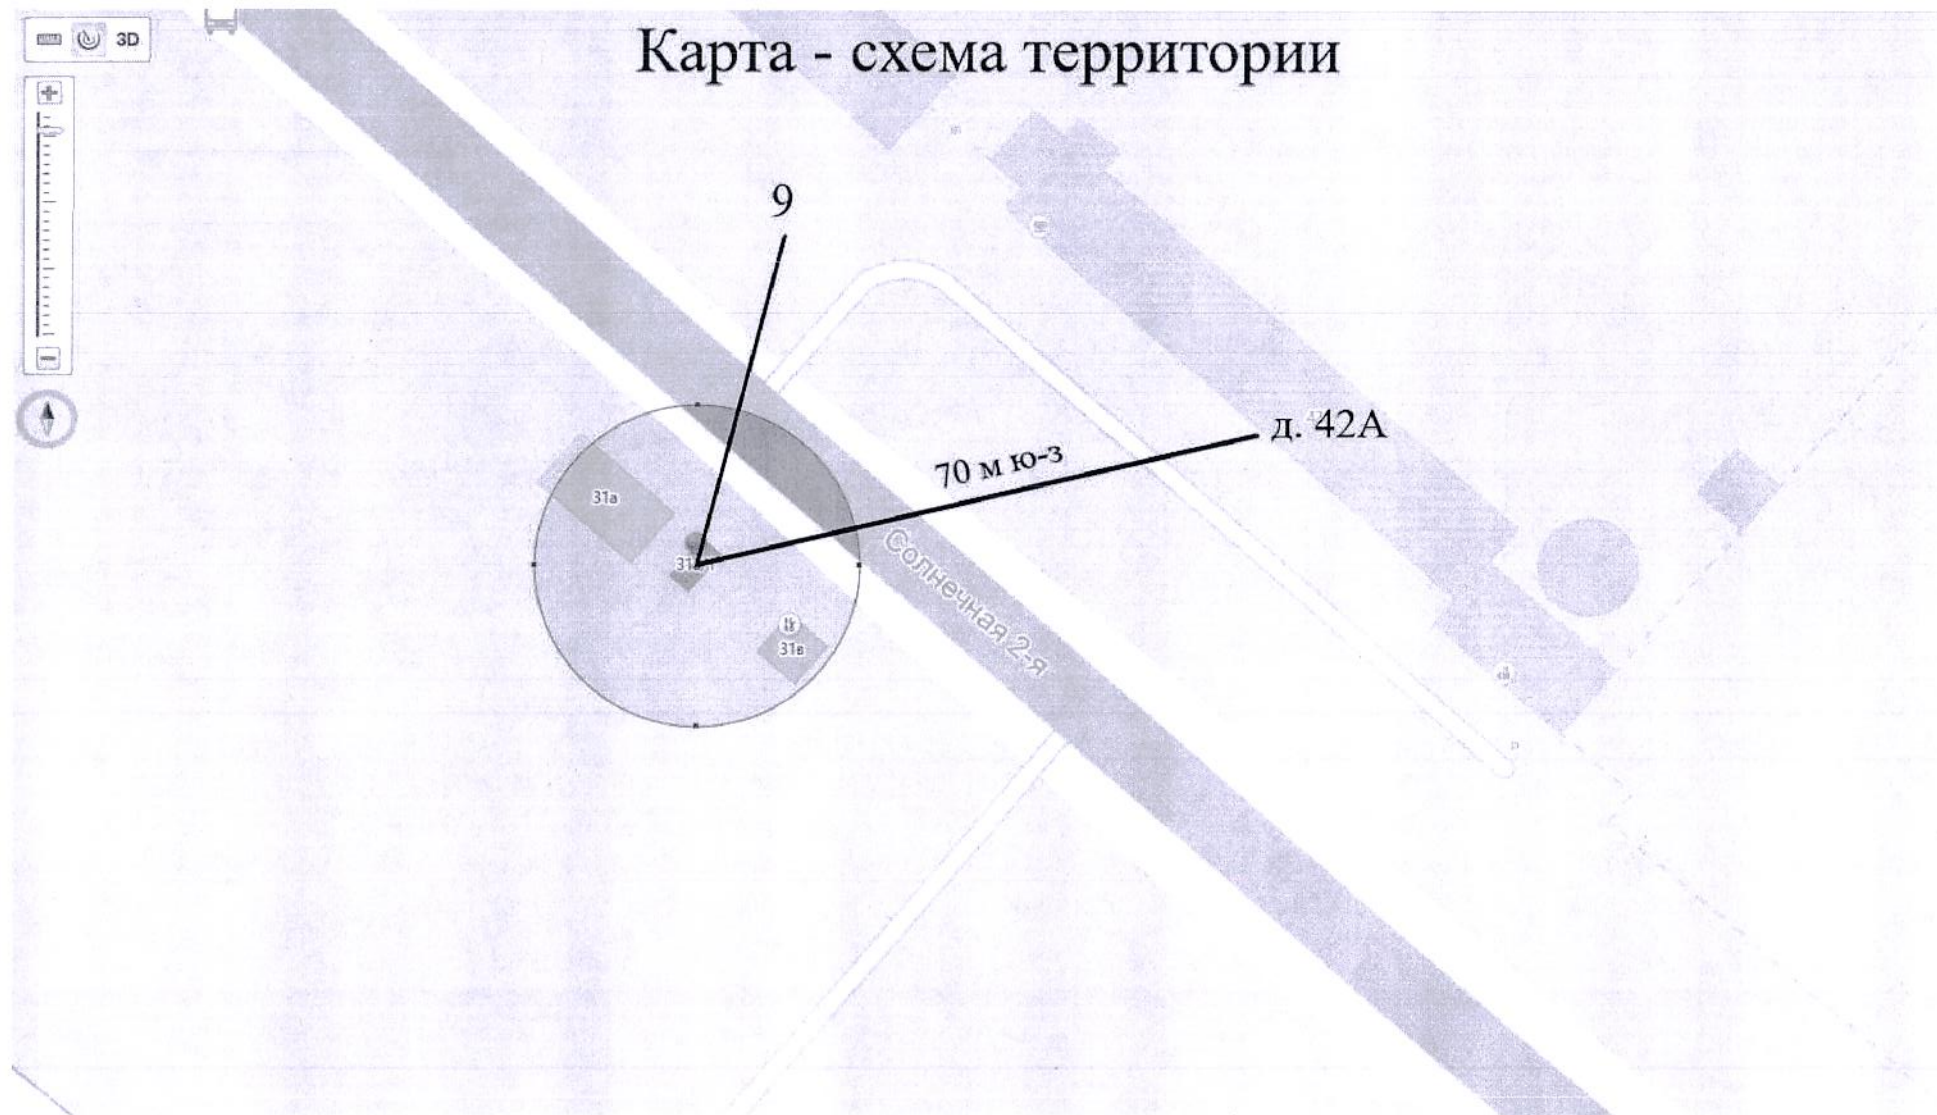 3D
Карта - схема территории
9
д. 42А
70 м ю-з
31а
31в
Солнечная 2-я
P